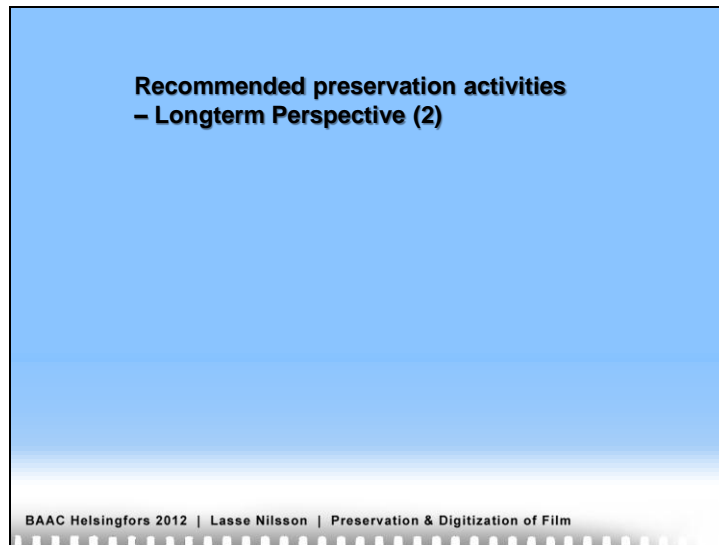 Recommended preservation activities
– Longterm Perspective (2)
BAAC Helsingfors 2012 | Lasse Nilsson | Preservation & Digitization of Film